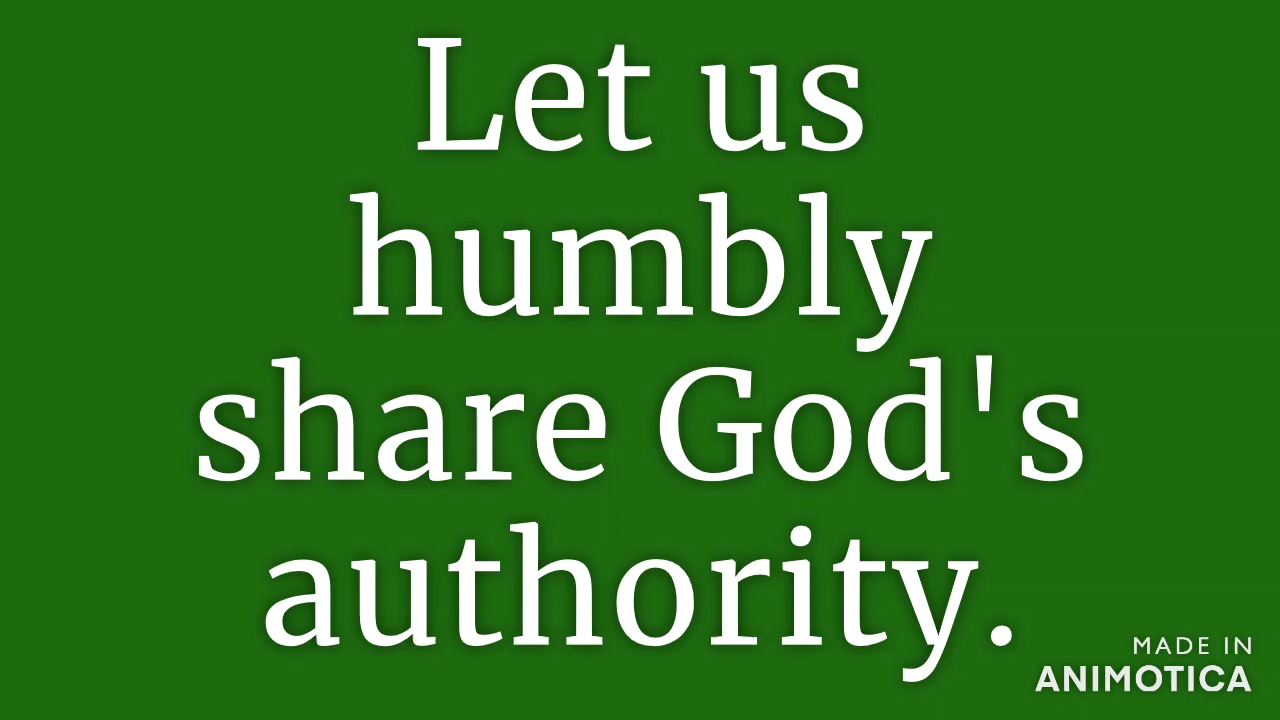 Let us
humbly
share God's
authority.
MADE IN
ANIMOTICA